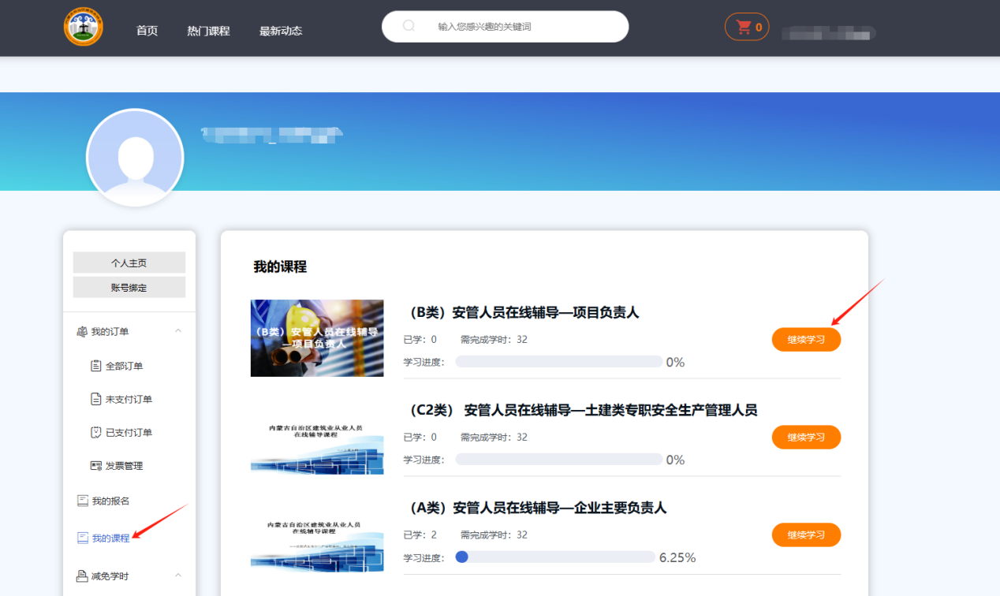 首页
热门课程
最新动态
输入您感兴趣的关键词
0
个人主页
账号绑定
我的订单
全部订单
未支付订单
已支付订单
发票管理
我的报名
我的课程
减免学时
我的课程
（B类）安管人员在线辅导
—项目负责人
（B类）安管人员在线辅导—项目负责人
已学：0 需完成学时：32
学习进度： 0%
继续学习
内蒙古自治区建筑业从业人员
在线辅导课程
（C2类） 安管人员在线辅导—土建类专职安全生产管理人员
已学：0 需完成学时：32
学习进度： 0%
继续学习
内蒙古自治区建筑业从业人员
在线辅导课程
（A类）安管人员在线辅导—企业主要负责人
已学：2 需完成学时：32
学习进度： 6.25%
继续学习